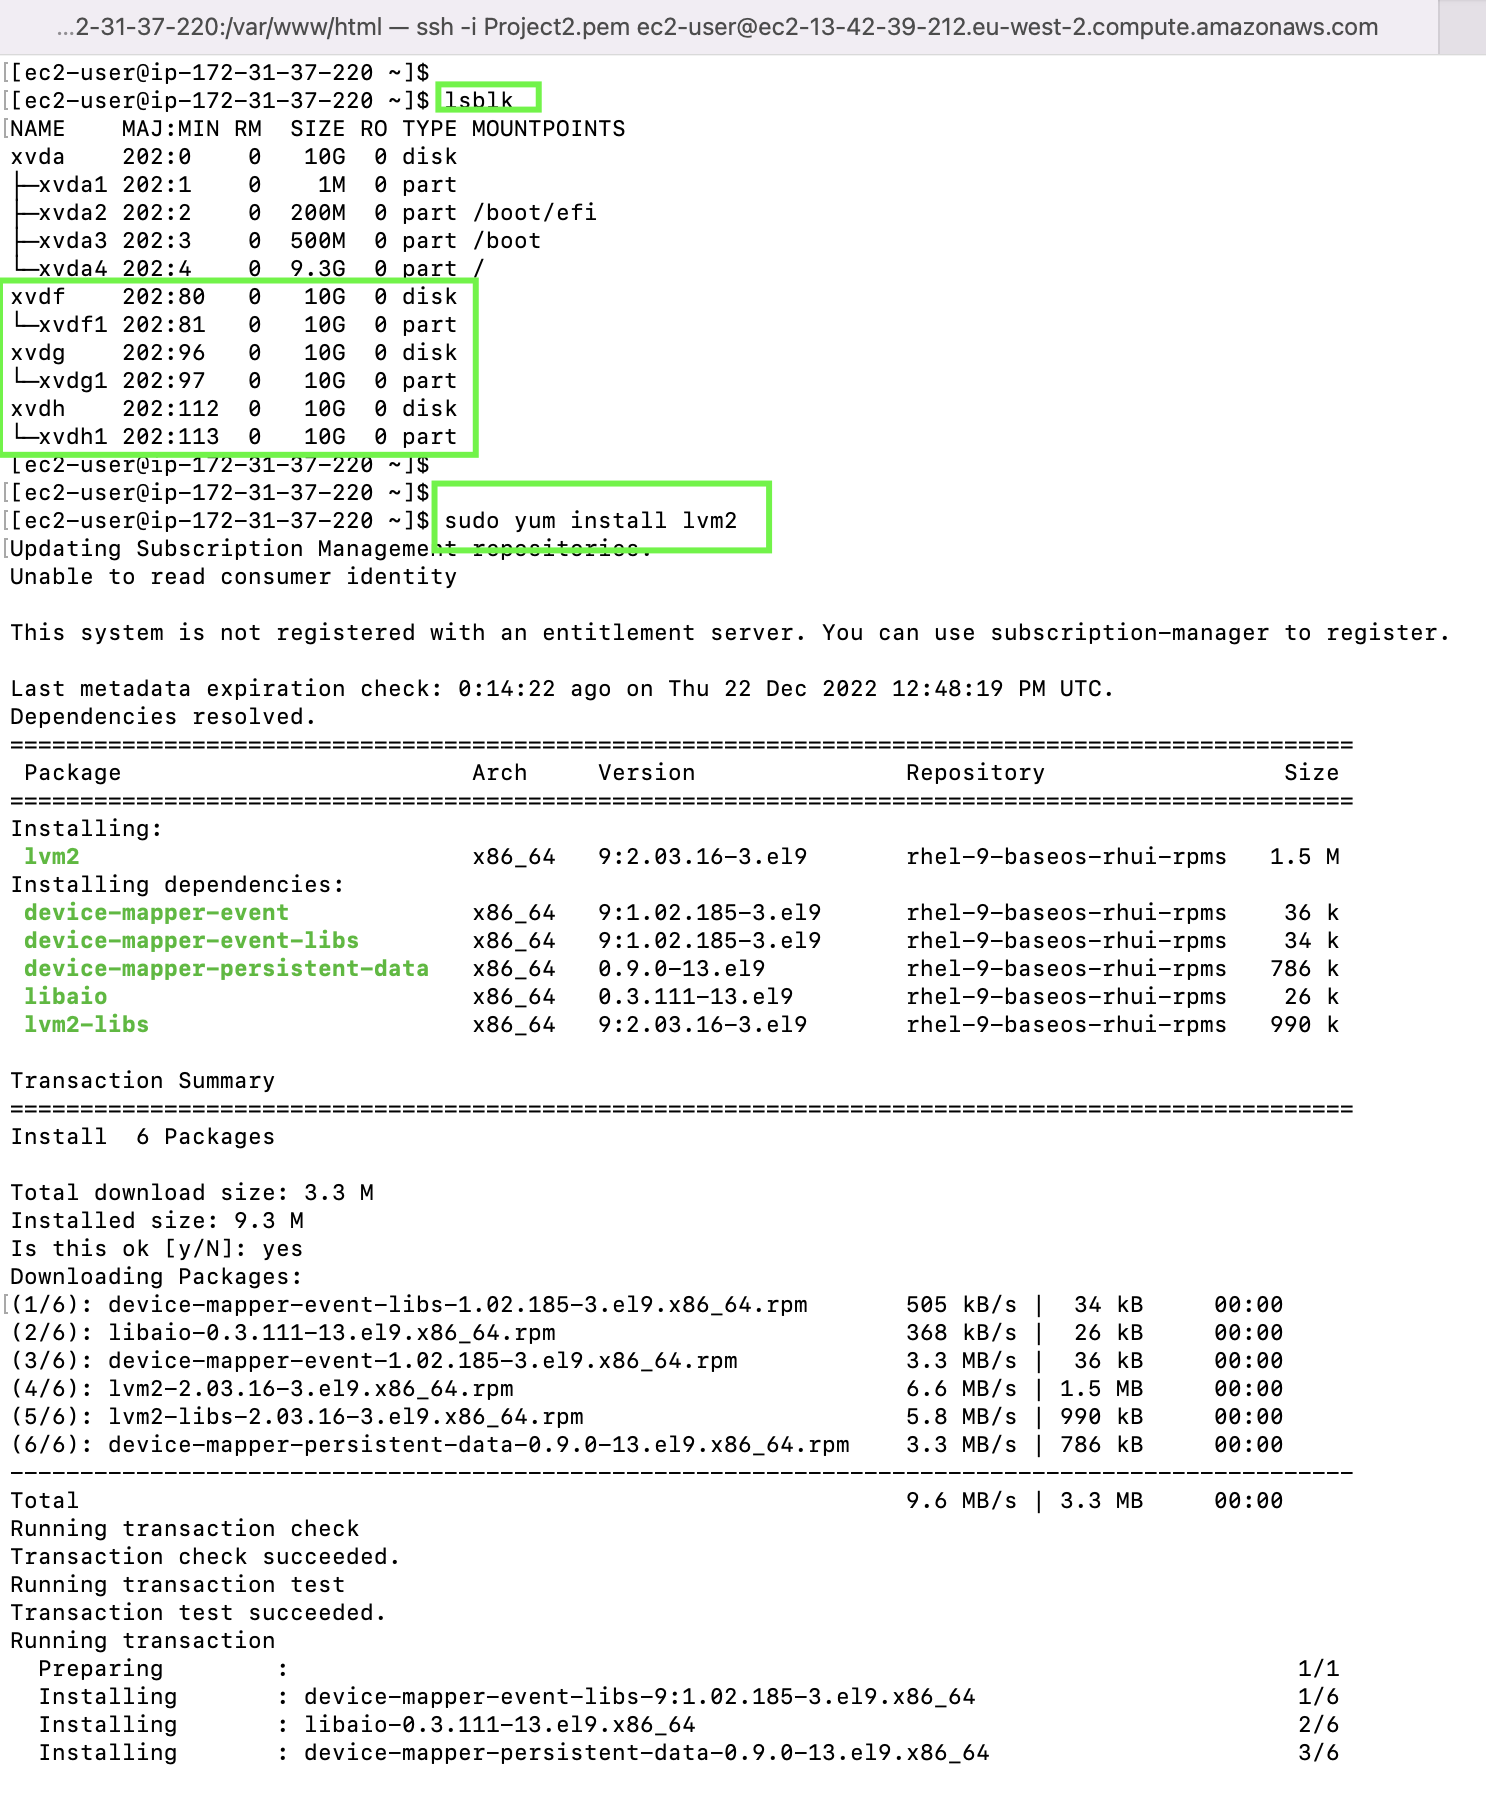 ...2-31-37-220:/var/www/html — ssh -i Project2.pem ec2-user@ec2-13-42-39-212.eu-west-2.compute.amazonaws.com
[[ec2-user@ip-172-31-37-220 ~]$
[[ec2-user@ip-172-31-37-220 ~]$ lsblk
[NAME    MAJ:MIN RM  SIZE RO TYPE MOUNTPOINTS
xvda    202:0    0   10G  0 disk
├─xvda1 202:1    0    1M  0 part
├─xvda2 202:2    0  200M  0 part /boot/efi
├─xvda3 202:3    0  500M  0 part /boot
└─xvda4 202:4    0  9.3G  0 part /
xvdf    202:80   0   10G  0 disk
└─xvdf1 202:81   0   10G  0 part
xvdg    202:96   0   10G  0 disk
└─xvdg1 202:97   0   10G  0 part
xvdh    202:112  0   10G  0 disk
└─xvdh1 202:113  0   10G  0 part
[ec2-user@ip-172-31-37-220 ~]$
[[ec2-user@ip-172-31-37-220 ~]$
[[ec2-user@ip-172-31-37-220 ~]$ sudo yum install lvm2
[Updating Subscription Management repositories.
Unable to read consumer identity
This system is not registered with an entitlement server. You can use subscription-manager to register.
Last metadata expiration check: 0:14:22 ago on Thu 22 Dec 2022 12:48:19 PM UTC.
Dependencies resolved.
================================================================================================
 Package                         Arch     Version               Repository                 Size
================================================================================================
Installing:
 lvm2                            x86_64   9:2.03.16-3.el9       rhel-9-baseos-rhui-rpms   1.5 M
Installing dependencies:
 device-mapper-event             x86_64   9:1.02.185-3.el9      rhel-9-baseos-rhui-rpms    36 k
 device-mapper-event-libs        x86_64   9:1.02.185-3.el9      rhel-9-baseos-rhui-rpms    34 k
 device-mapper-persistent-data   x86_64   0.9.0-13.el9          rhel-9-baseos-rhui-rpms   786 k
 libaio                          x86_64   0.3.111-13.el9        rhel-9-baseos-rhui-rpms    26 k
 lvm2-libs                       x86_64   9:2.03.16-3.el9       rhel-9-baseos-rhui-rpms   990 k
Transaction Summary
================================================================================================
Install  6 Packages
Total download size: 3.3 M
Installed size: 9.3 M
Is this ok [y/N]: yes
Downloading Packages:
[(1/6): device-mapper-event-libs-1.02.185-3.el9.x86_64.rpm       505 kB/s |  34 kB     00:00
(2/6): libaio-0.3.111-13.el9.x86_64.rpm                         368 kB/s |  26 kB     00:00
(3/6): device-mapper-event-1.02.185-3.el9.x86_64.rpm            3.3 MB/s |  36 kB     00:00
(4/6): lvm2-2.03.16-3.el9.x86_64.rpm                            6.6 MB/s | 1.5 MB     00:00
(5/6): lvm2-libs-2.03.16-3.el9.x86_64.rpm                       5.8 MB/s | 990 kB     00:00
(6/6): device-mapper-persistent-data-0.9.0-13.el9.x86_64.rpm    3.3 MB/s | 786 kB     00:00
------------------------------------------------------------------------------------------------
Total                                                           9.6 MB/s | 3.3 MB     00:00
Running transaction check
Transaction check succeeded.
Running transaction test
Transaction test succeeded.
Running transaction
  Preparing        :                                                                        1/1
  Installing       : device-mapper-event-libs-9:1.02.185-3.el9.x86_64                       1/6
  Installing       : libaio-0.3.111-13.el9.x86_64                                           2/6
  Installing       : device-mapper-persistent-data-0.9.0-13.el9.x86_64                      3/6